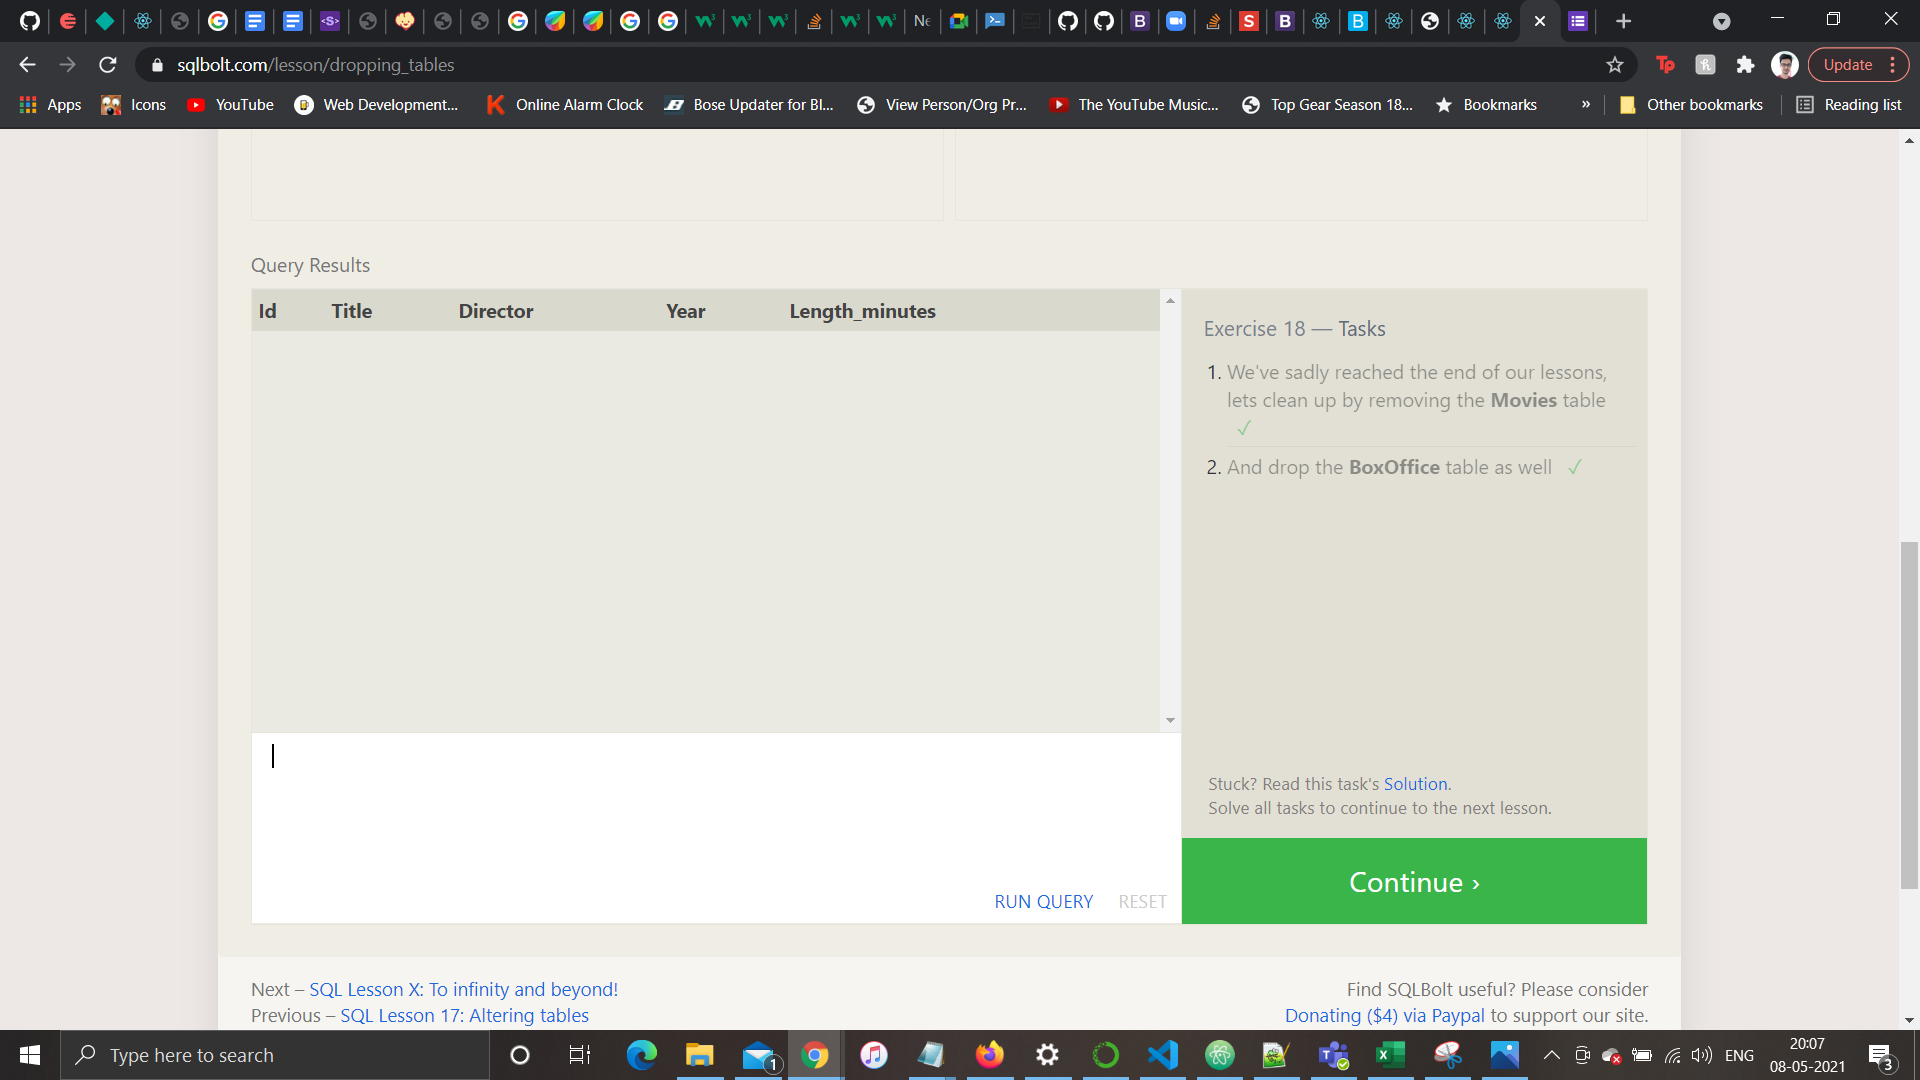 Ne
sqlbolt.com/lesson/dropping_tables
Update
Apps Icons YouTube Web Development... Online Alarm Clock Bose Updater for Bl... View Person/Org Pr... The YouTube Music... Top Gear Season 18... Bookmarks » Other bookmarks Reading list
Query Results
Id Title Director Year Length_minutes
Exercise 18 — Tasks
1. We've sadly reached the end of our lessons,
lets clean up by removing the Movies table
✓
2. And drop the BoxOffice table as well ✓
Stuck? Read this task's Solution.
Solve all tasks to continue to the next lesson.
RUN QUERY RESET
Continue ›
Next – SQL Lesson X: To infinity and beyond!
Previous – SQL Lesson 17: Altering tables
Find SQLBolt useful? Please consider
Donating ($4) via Paypal to support our site.
Type here to search
1
ENG
20:07
08-05-2021
3